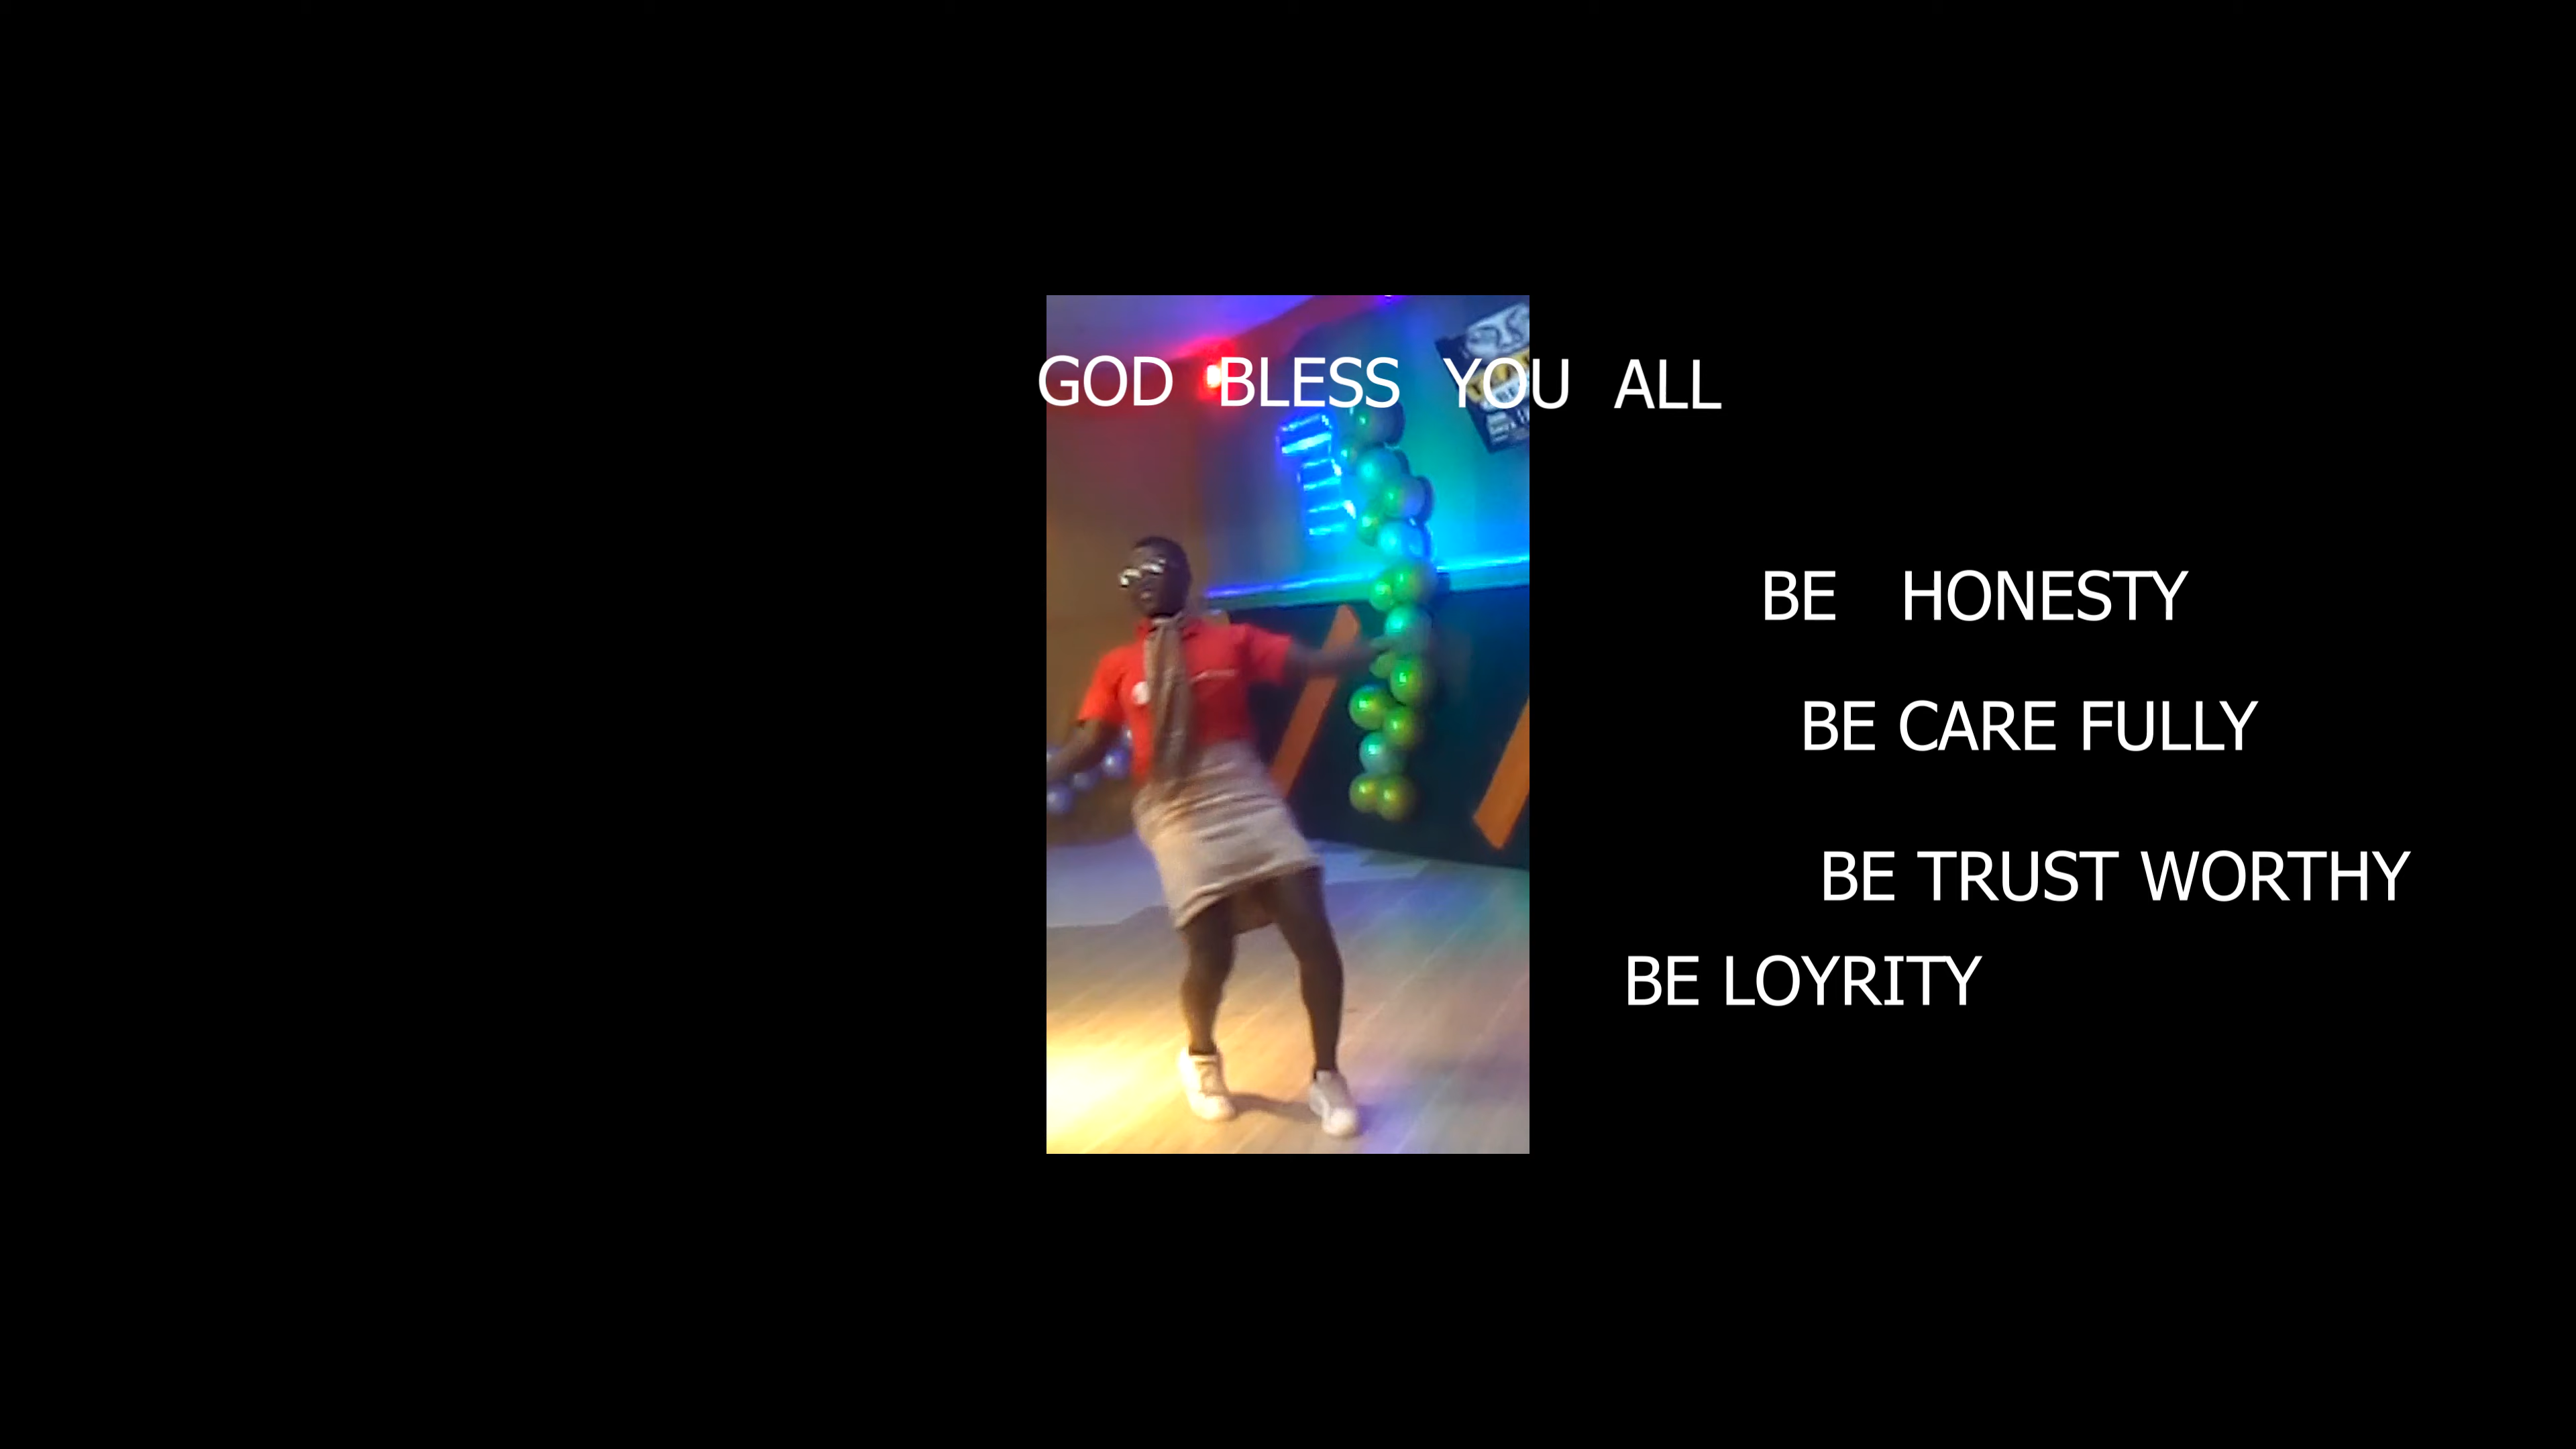 GOD BLESS YOU ALL
BE HONESTY
BE CARE FULLY
BE TRUST WORTHY
BE LOYRITY